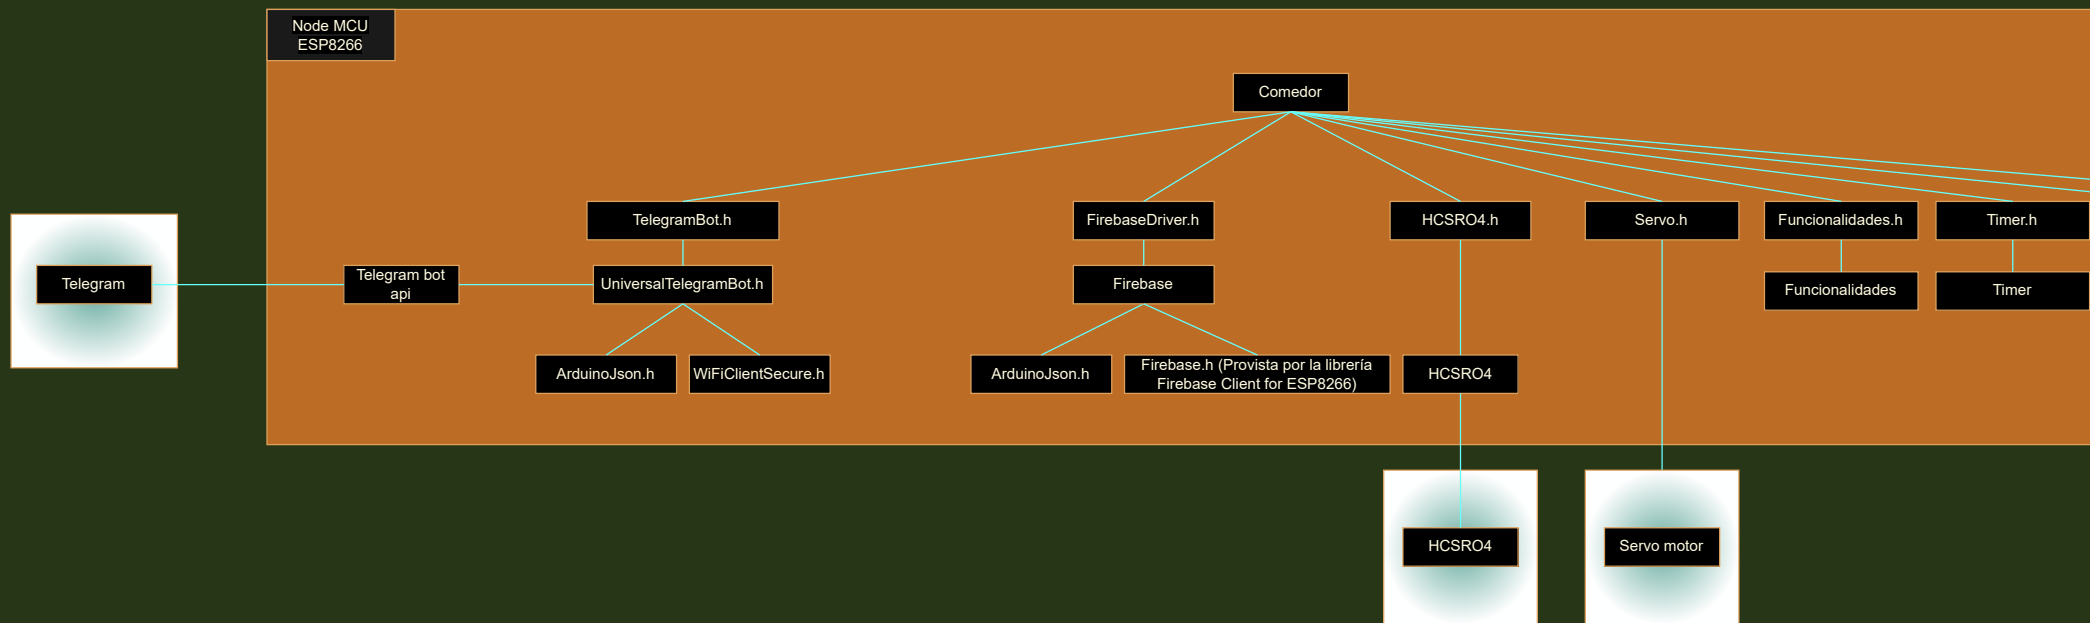 Node MCU
ESP8266
Comedor
TelegramBot.h
FirebaseDriver.h
HCSRO4.h
Servo.h
Funcionalidades.h
Timer.h
Telegram
Telegram bot
api
UniversalTelegramBot.h
Firebase
Funcionalidades
Timer
ArduinoJson.h
WiFiClientSecure.h
ArduinoJson.h
Firebase.h (Provista por la librería
Firebase Client for ESP8266)
HCSRO4
HCSRO4
Servo motor